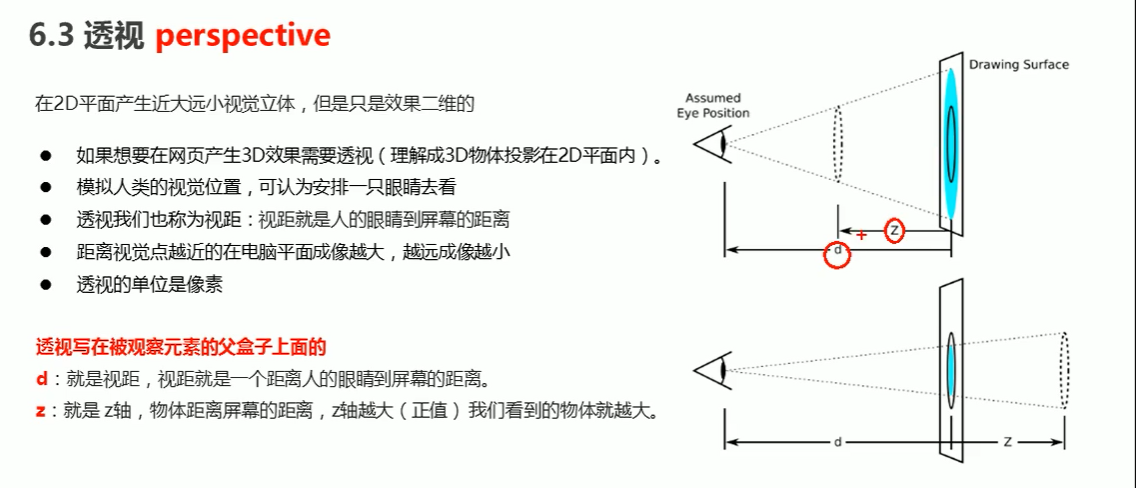 6.3 透视 perspective
在2D平面产生近大远小视觉立体，但是只是效果二维的
● 如果想要在网页产生3D效果需要透视（理解成3D物体投影在2D平面内）。
● 模拟人类的视觉位置，可认为安排一只眼睛去看
● 透视我们也称为视距：视距就是人的眼睛到屏幕的距离
● 距离视觉点越近的在电脑平面成像越大，越远成像越小
● 透视的单位是像素
透视写在被观察元素的父盒子上面的
d：就是视距，视距就是一个距离人的眼睛到屏幕的距离。
z：就是 z轴，物体距离屏幕的距离，z轴越大（正值） 我们看到的物体就越大。
Drawing Surface
Assumed
Eye Position
+
Z
d
d
Z